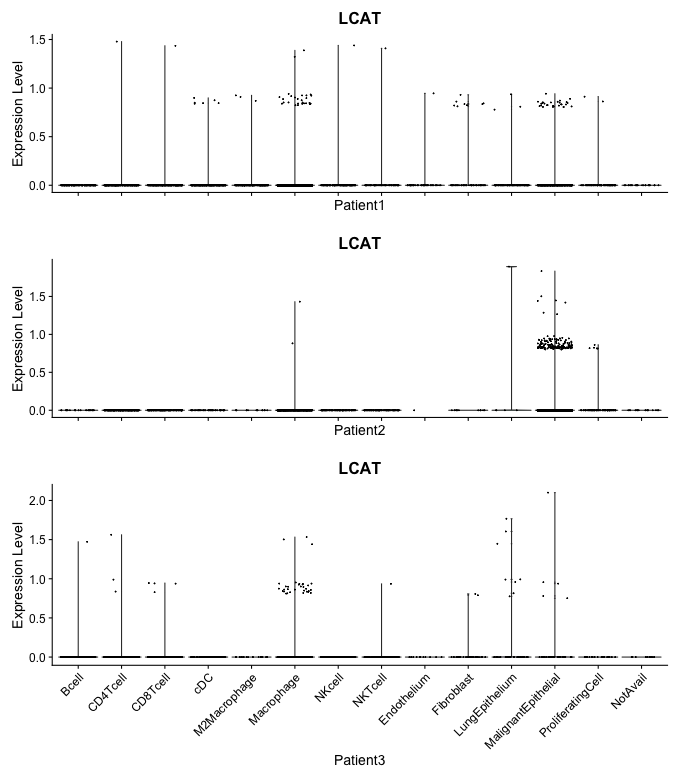 LCAT
Expression Level
1.5
1.0
0.5
0.0
Patient1
LCAT
Expression Level
1.5
1.0
0.5
0.0
Patient2
LCAT
Expression Level
2.0
1.5
1.0
0.5
0.0
Bcell
CD4Tcell
CD8Tcell
cDC
M2Macrophage
Macrophage
NKcell
NKTcell
Endothelium
Fibroblast
LungEpithelium
MalignantEpithelial
ProliferatingCell
NotAvail
Patient3